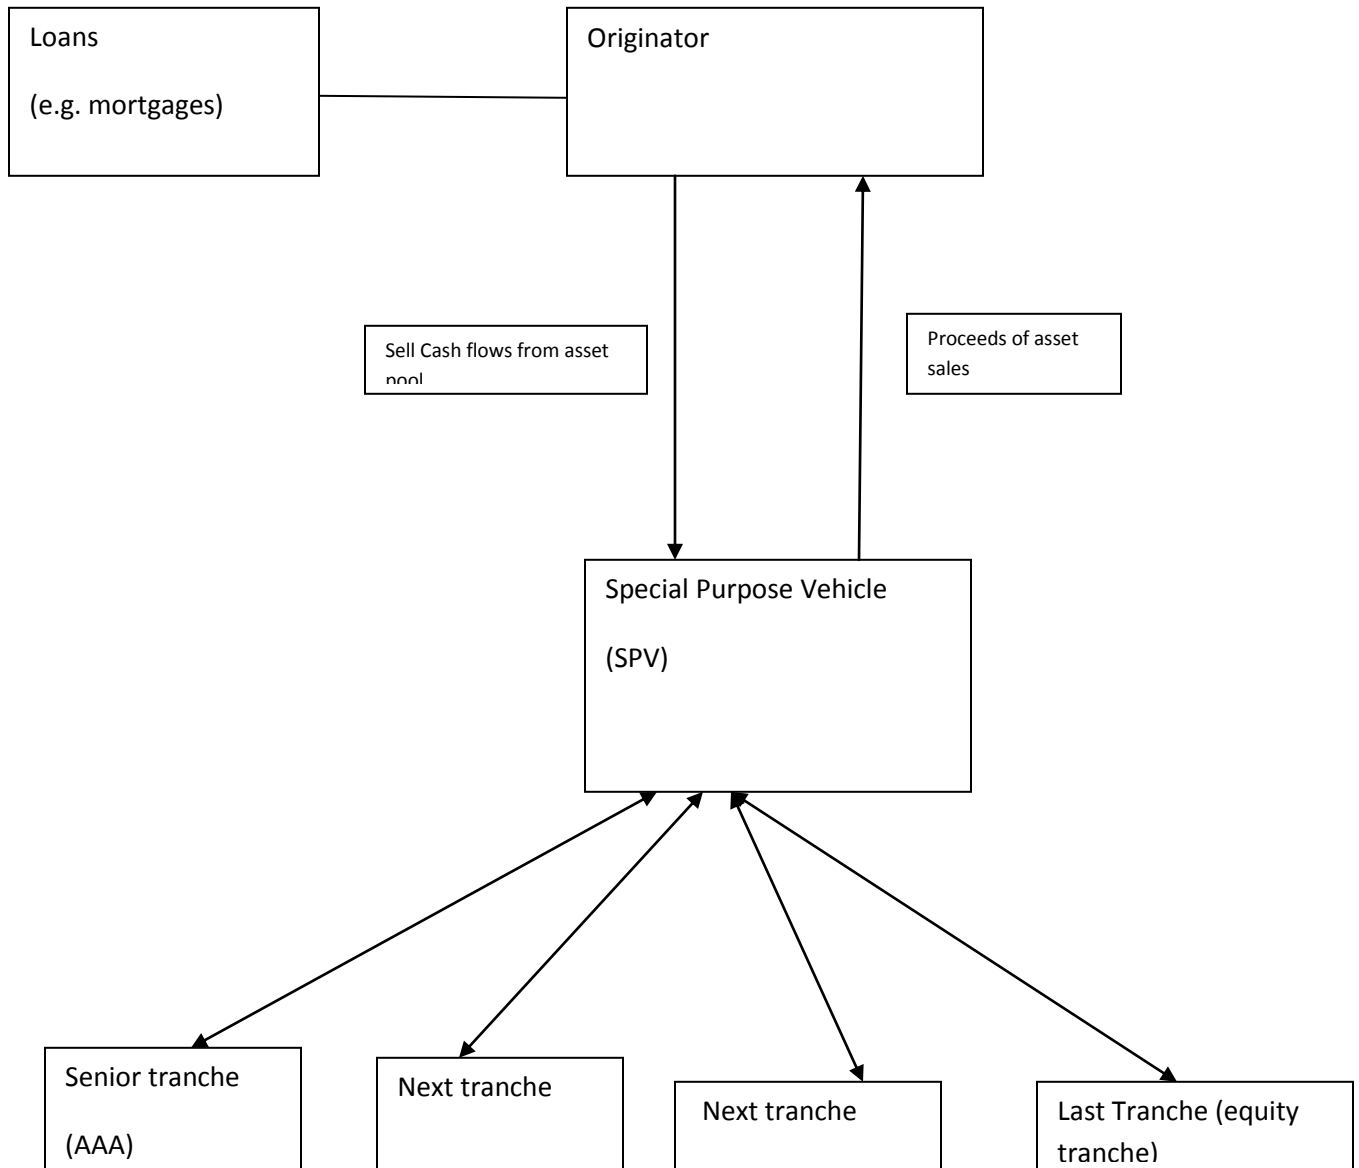 Loans
(e.g. mortgages)
Originator
Sell Cash flows from asset
pool
Proceeds of asset
sales
Special Purpose Vehicle
(SPV)
Senior tranche
(AAA)
Next tranche
Next tranche
Last Tranche (equity
tranche)